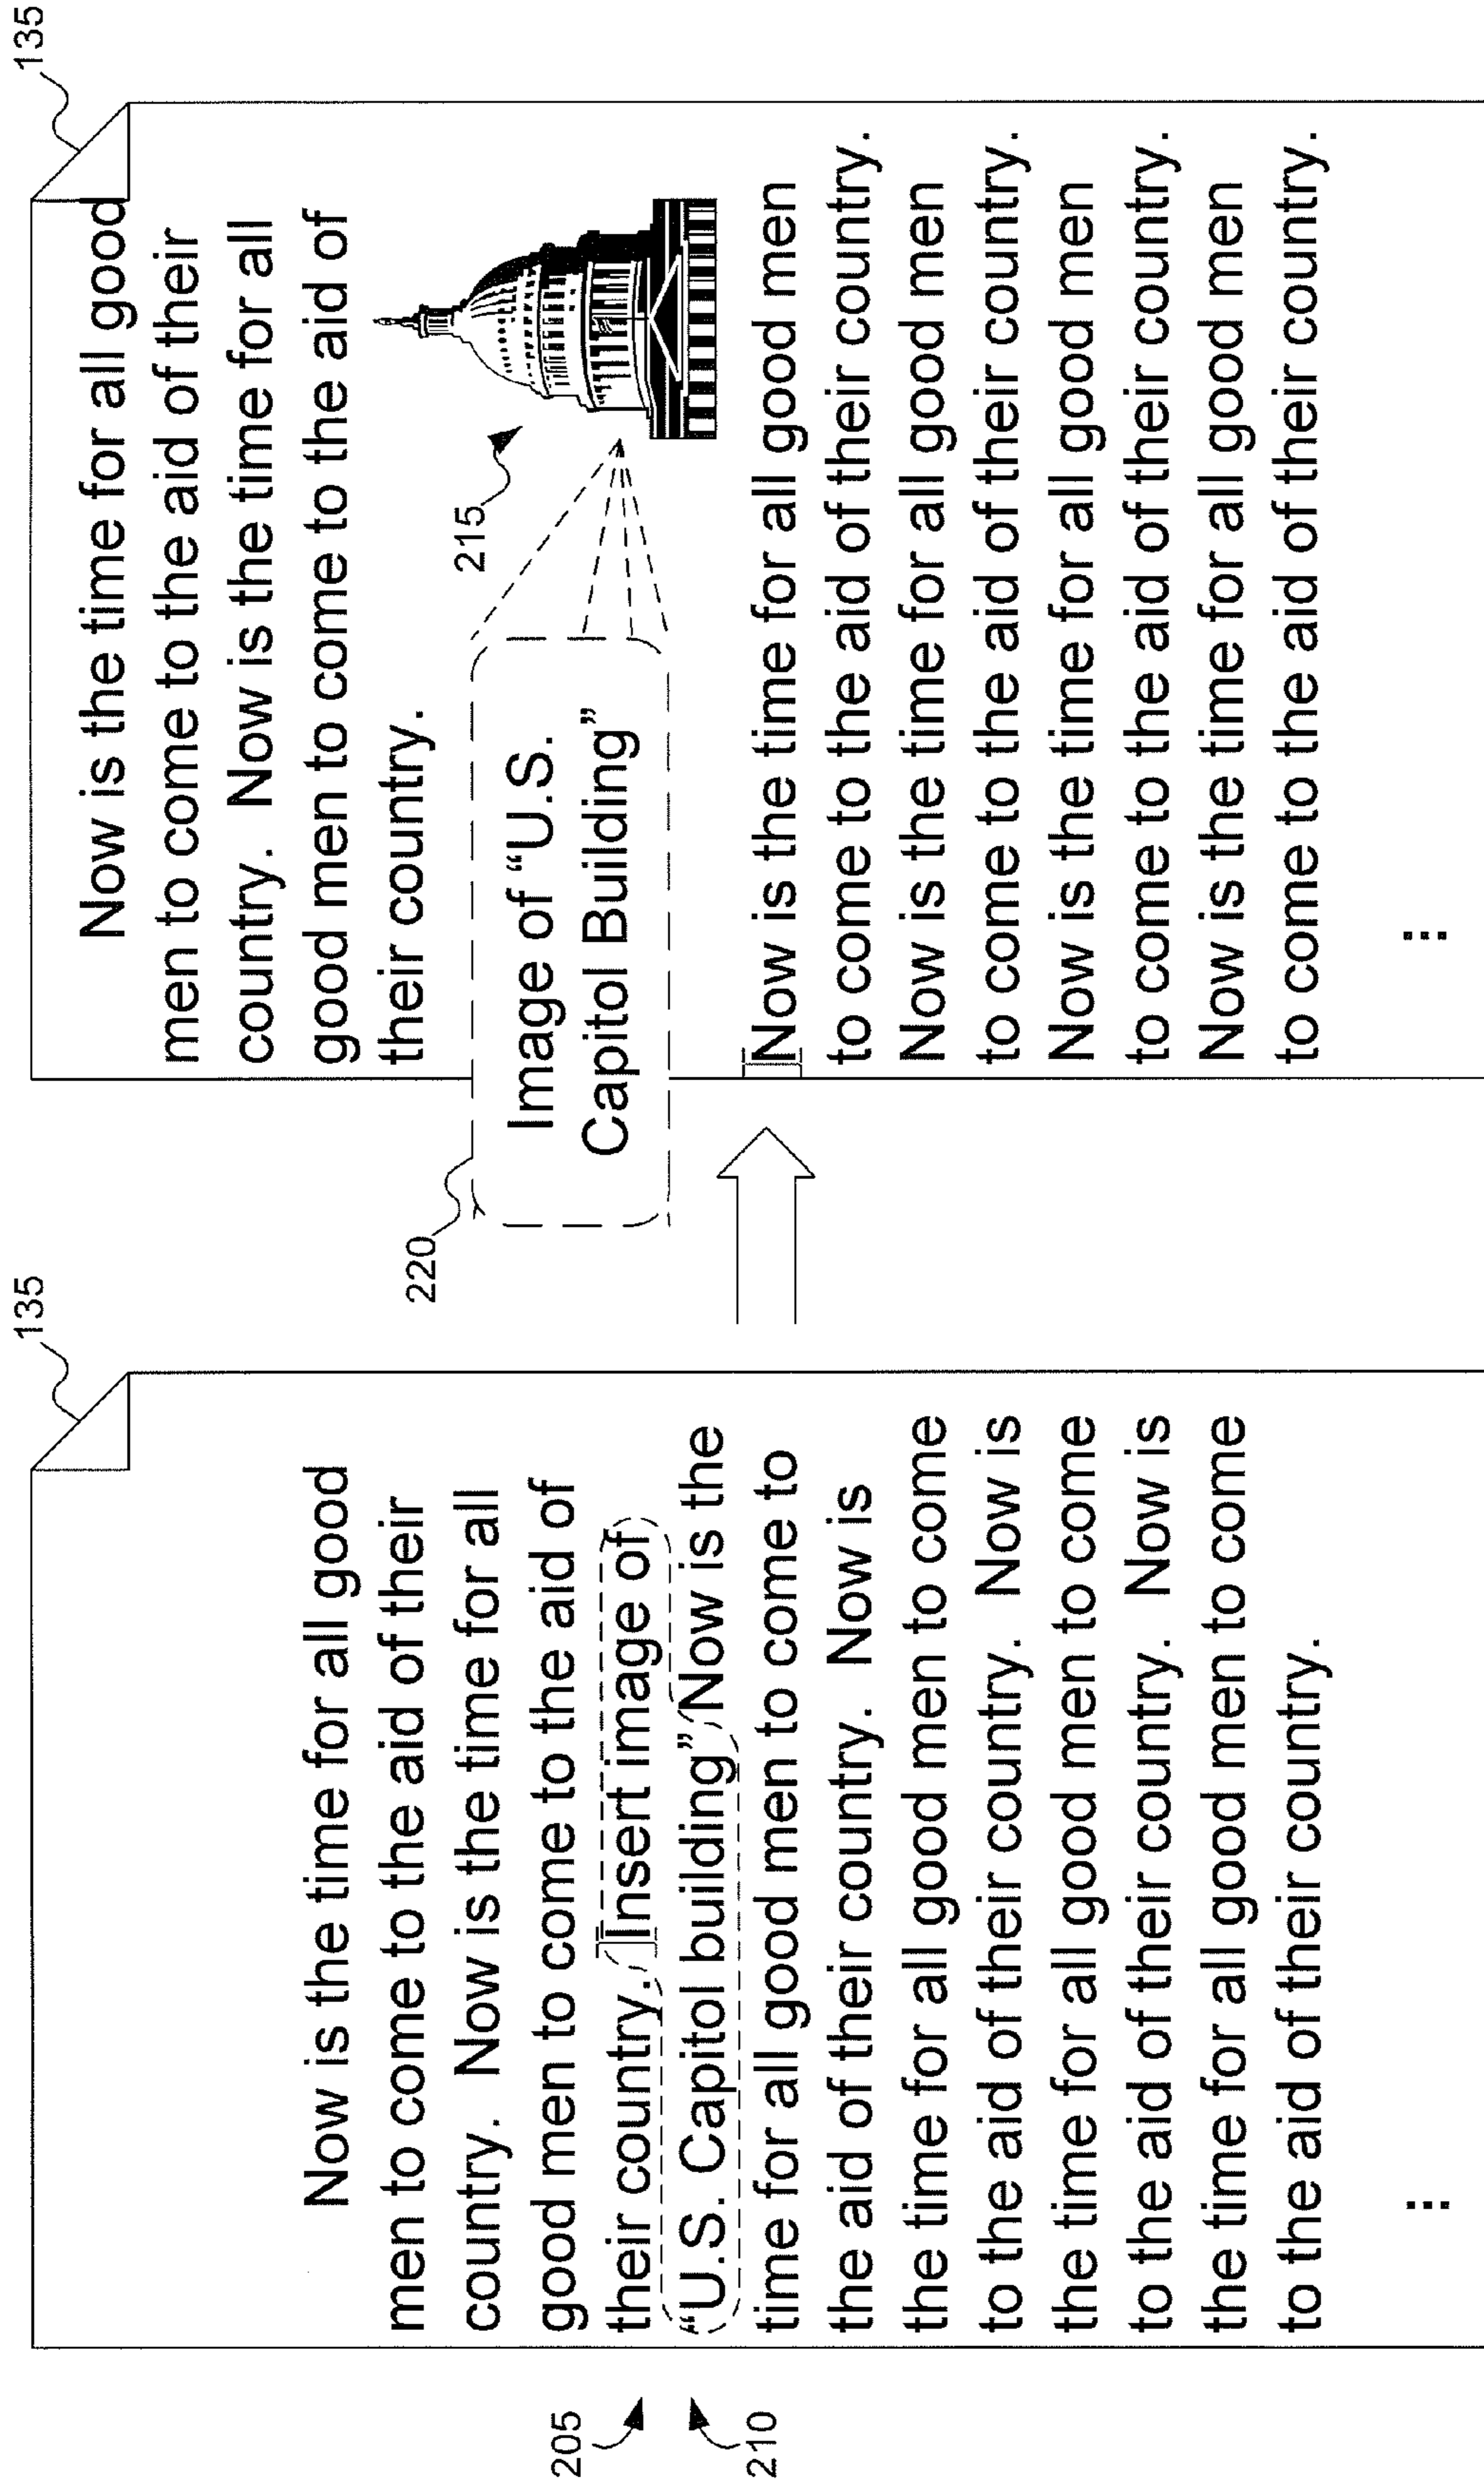 135
Now is the time for all good
men to come to the aid of their
country.  Now is the time for all
good men to come to the aid of
their country. Insert image of
“U.S. Capitol building” Now is the
time for all good men to come to
the aid of their country.  Now is
the time for all good men to come
to the aid of their country.  Now is
the time for all good men to come
to the aid of their country.  Now is
the time for all good men to come
to the aid of their country.
...
205
210
135
Now is the time for all good
men to come to the aid of their
country.  Now is the time for all
good men to come to the aid of
their country.
220
Image of “U.S.
Capitol Building”
215
Now is the time for all good men
to come to the aid of their country.
Now is the time for all good men
to come to the aid of their country.
Now is the time for all good men
to come to the aid of their country.
Now is the time for all good men
to come to the aid of their country.
...